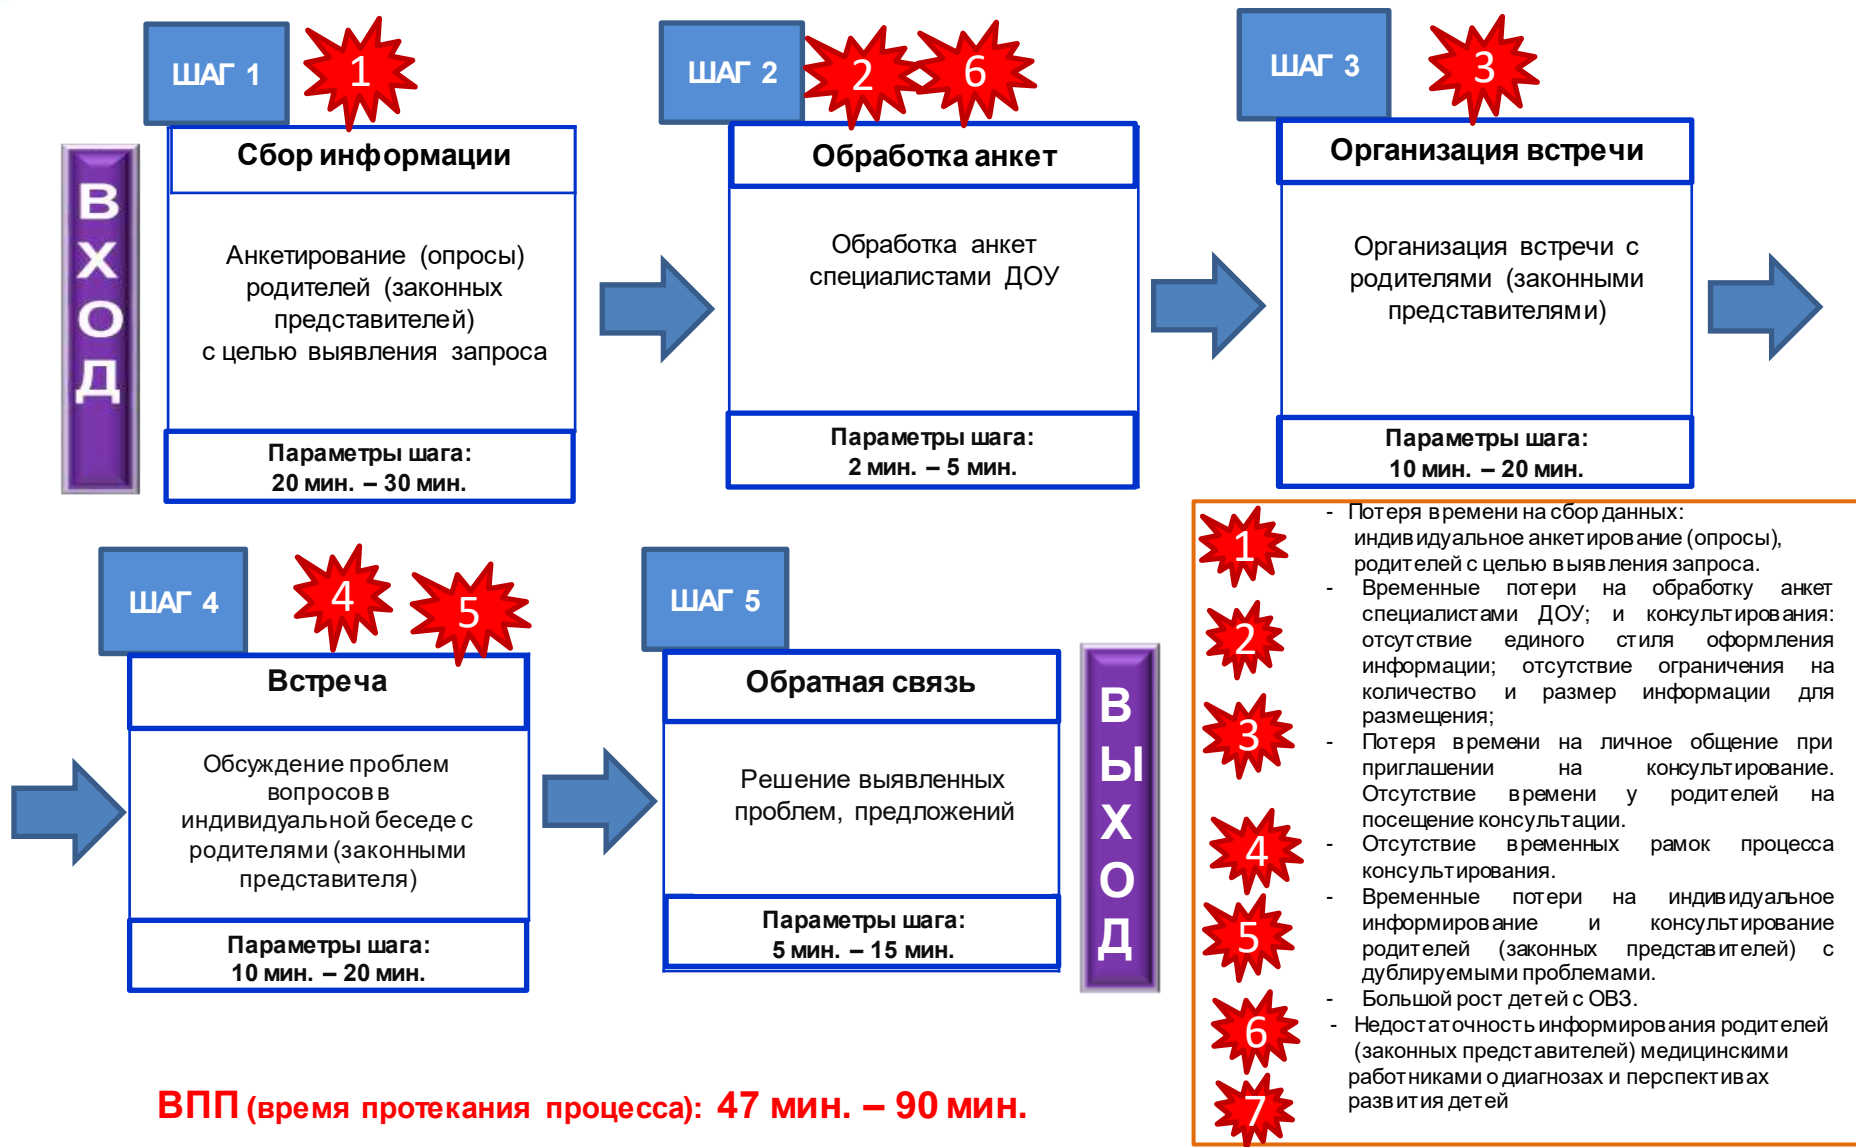 ШАГ 1
1
Сбор информации
Анкетирование (опросы)
родителей (законных
представителей)
с целью выявления запроса
Параметры шага:
20 мин. – 30 мин.
ВХОД
ШАГ 2
2
6
Обработка анкет
Обработка анкет
специалистами ДОУ
Параметры шага:
2 мин. – 5 мин.
ШАГ 3
3
Организация встречи
Организация встречи с
родителями (законными
представителями)
Параметры шага:
10 мин. – 20 мин.
ШАГ 4
4
5
Встреча
Обсуждение проблем
вопросов в
индивидуальной беседе с
родителями (законными
представителя)
Параметры шага:
10 мин. – 20 мин.
ШАГ 5
Обратная связь
Решение выявленных
проблем, предложений
Параметры шага:
5 мин. – 15 мин.
ВЫХОД
1
- Потеря времени на сбор данных:
индивидуальное анкетирование (опросы),
родителей с целью выявления запроса.
2
- Временные потери на обработку анкет
специалистами ДОУ; и консультирования:
отсутствие единого стиля оформления
информации; отсутствие ограничения на
количество и размер информации для
размещения;
3
- Потеря времени на личное общение при
приглашении на консультирование.
Отсутствие времени у родителей на
посещение консультации.
4
- Отсутствие временных рамок процесса
консультирования.
5
- Временные потери на индивидуальное
информирование и консультирование
родителей (законных представителей) с
дублируемыми проблемами.
6
- Большой рост детей с ОВЗ.
7
- Недостаточность информирования родителей
(законных представителей) медицинскими
работниками о диагнозах и перспективах
развития детей
ВПП (время протекания процесса): 47 мин. – 90 мин.